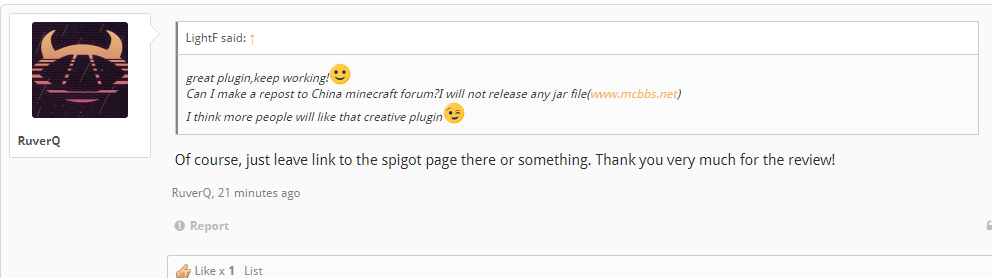 LightF said: ↑
great plugin,keep working!
Can I make a repost to China minecraft forum?I will not release any jar file(www.mcbbs.net)
I think more people will like that creative plugin
RuverQ
Of course, just leave link to the spigot page there or something. Thank you very much for the review!
RuverQ, 21 minutes ago
Report
Like x 1 List